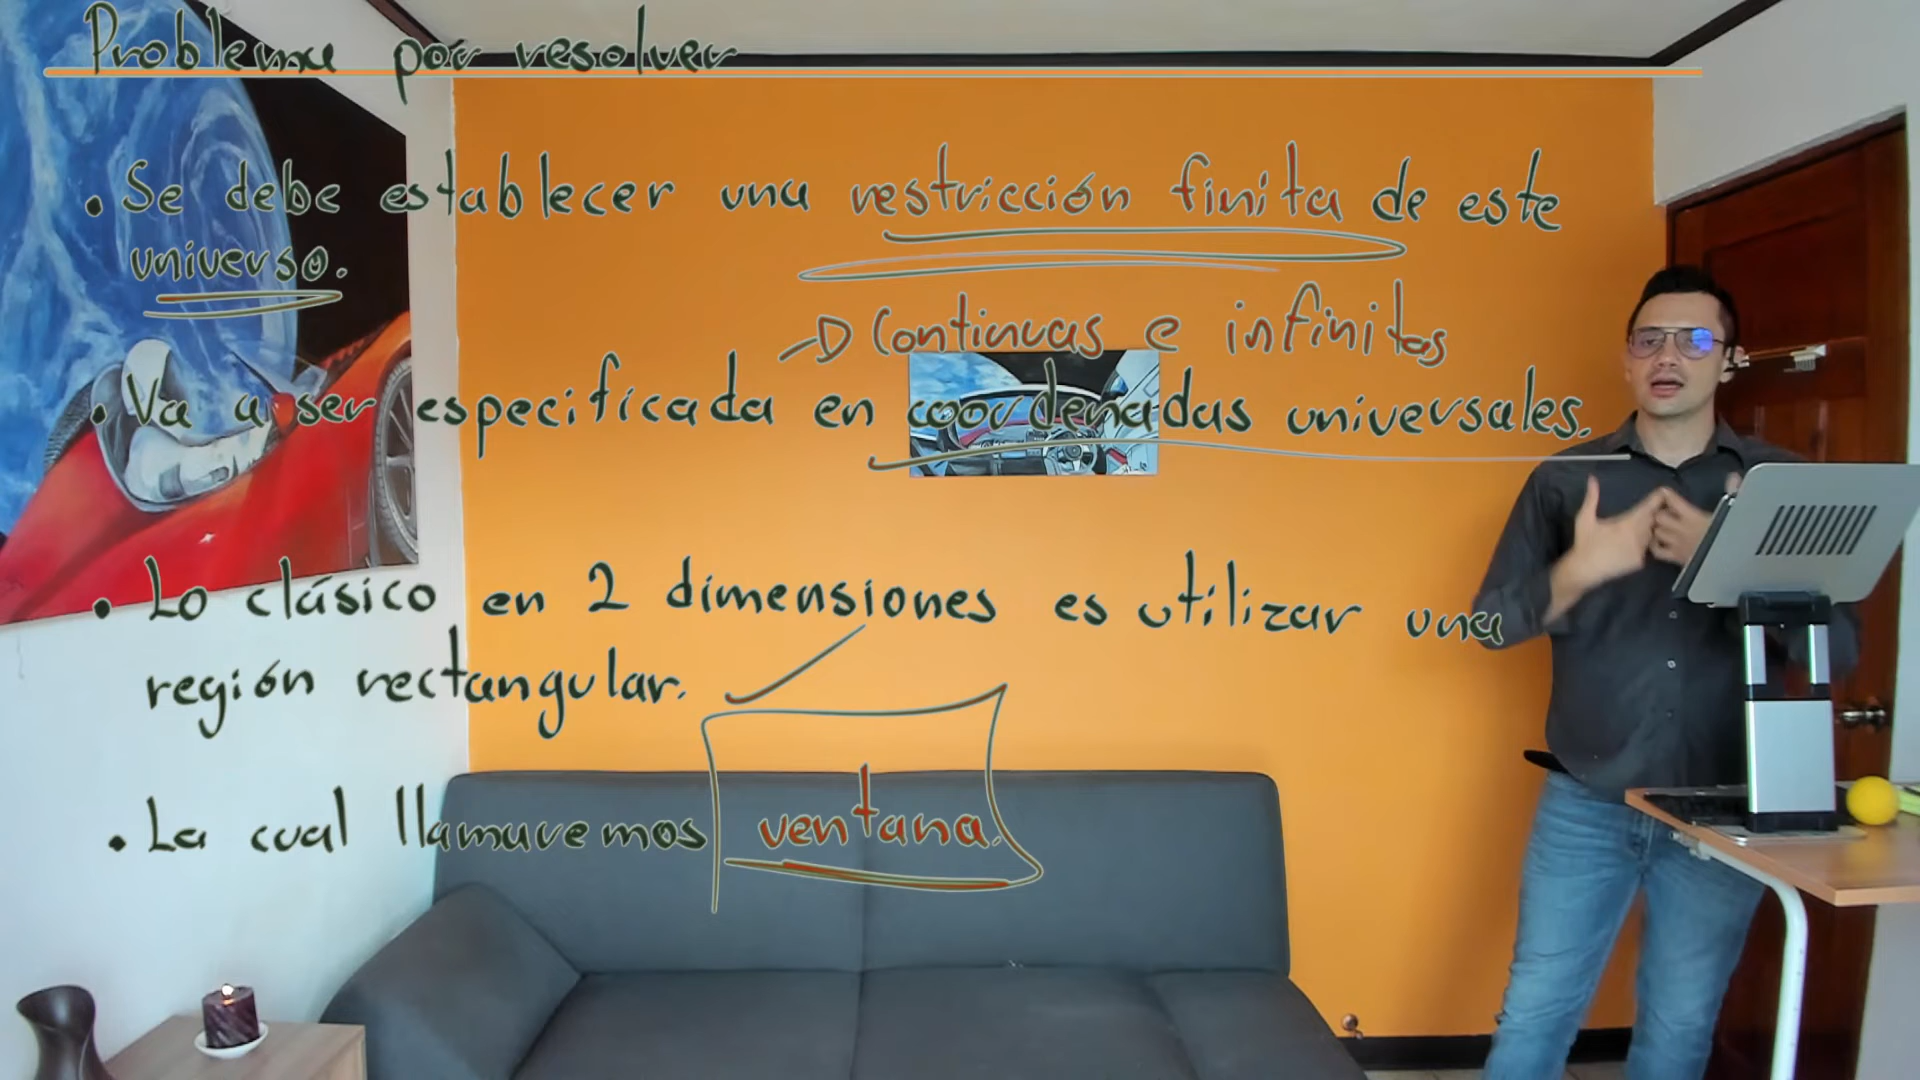 Problema por resolver
• Se debe establecer una restricción finita de este
universo.
→ Continuas e infinitas
• Va a ser especificada en coordenadas universales.
• Lo clásico en 2 dimensiones es utilizar una
región rectangular.
• La cual llamaremos ventana.